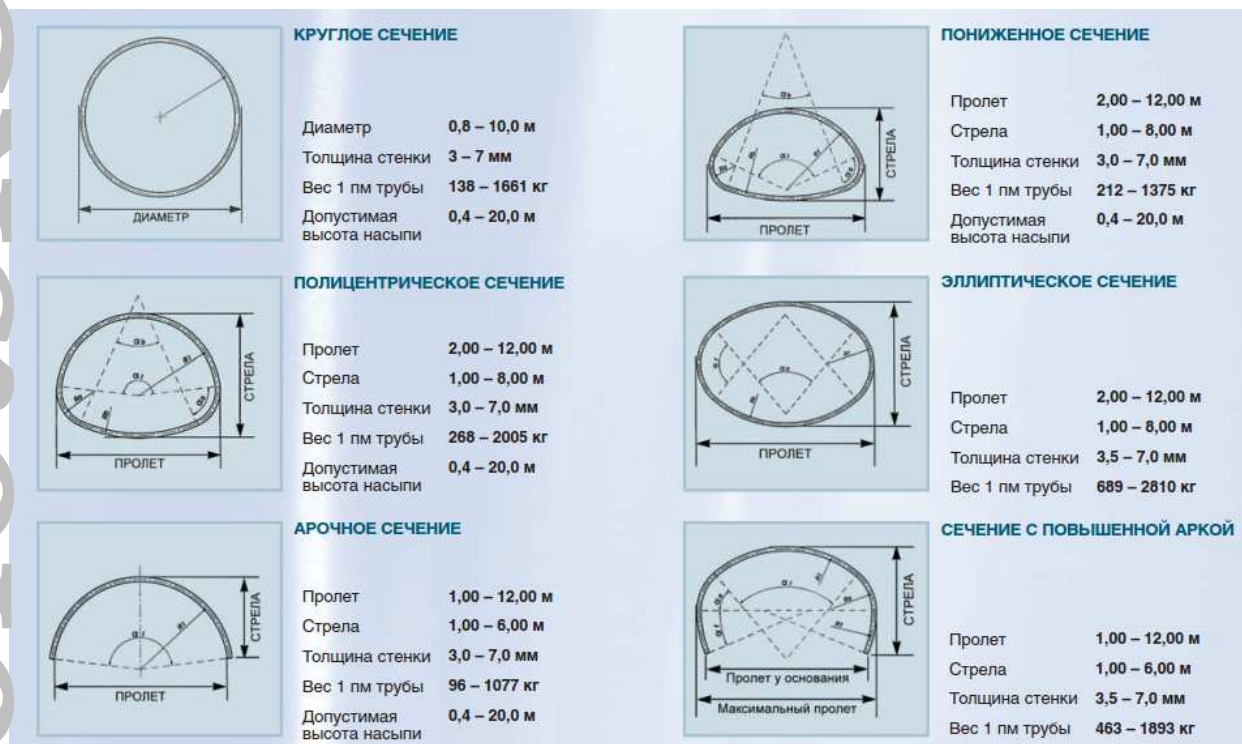 КРУГЛОЕ СЕЧЕНИЕ
ДИАМЕТР
Диаметр 0,8 – 10,0 м
Толщина стенки 3 – 7 мм
Вес 1 пм трубы 138 – 1661 кг
Допустимая 0,4 – 20,0 м
высота насыпи
ПОНИЖЕННОЕ СЕЧЕНИЕ
СТРЕЛА
ПРОЛЕТ
Пролет 2,00 – 12,00 м
Стрела 1,00 – 8,00 м
Толщина стенки 3,0 – 7,0 мм
Вес 1 пм трубы 212 – 1375 кг
Допустимая 0,4 – 20,0 м
высота насыпи
ПОЛИЦЕНТРИЧЕСКОЕ СЕЧЕНИЕ
СТРЕЛА
ПРОЛЕТ
Пролет 2,00 – 12,00 м
Стрела 1,00 – 8,00 м
Толщина стенки 3,0 – 7,0 мм
Вес 1 пм трубы 268 – 2005 кг
Допустимая 0,4 – 20,0 м
высота насыпи
ЭЛЛИПТИЧЕСКОЕ СЕЧЕНИЕ
СТРЕЛА
ПРОЛЕТ
Пролет 2,00 – 12,00 м
Стрела 1,00 – 8,00 м
Толщина стенки 3,5 – 7,0 мм
Вес 1 пм трубы 689 – 2810 кг
АРОЧНОЕ СЕЧЕНИЕ
СТРЕЛА
ПРОЛЕТ
Пролет 1,00 – 12,00 м
Стрела 1,00 – 6,00 м
Толщина стенки 3,0 – 7,0 мм
Вес 1 пм трубы 96 – 1077 кг
Допустимая 0,4 – 20,0 м
высота насыпи
СЕЧЕНИЕ С ПОВЫШЕННОЙ АРКОЙ
СТРЕЛА
Пролет у основания
Максимальный пролет
Пролет 1,00 – 12,00 м
Стрела 1,00 – 6,00 м
Толщина стенки 3,5 – 7,0 мм
Вес 1 пм трубы 463 – 1893 кг